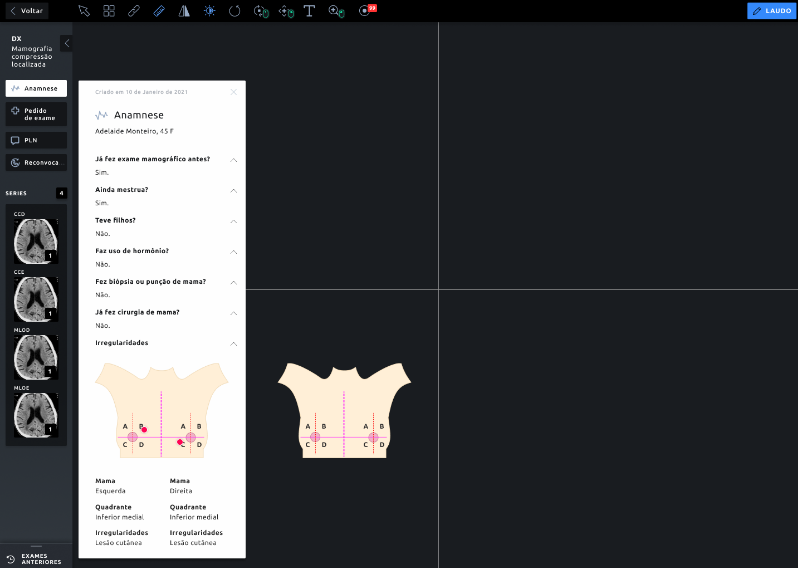 Voltar
99
LAUDO
DX
Mamografia
compressão
localizada
Anamnese
Pedido
de exame
PLN
Reconvoca...
SERIES
4
CCD
1
CCE
1
MLOD
1
MLOE
1
EXAMES
ANTERIORES
Criado em 10 de Janeiro de 2021
Anamnese
Adelaide Monteiro, 45 F
Já fez exame mamográfico antes?
Sim.
Ainda mestrua?
Sim.
Teve filhos?
Não.
Faz uso de hormônio?
Não.
Fez biópsia ou punção de mama?
Não.
Já fez cirurgia de mama?
Não.
Irregularidades
A B A B
C D C D
Mama Mama
Esquerda Direita
Quadrante Quadrante
Inferior medial Inferior medial
Irregularidades Irregularidades
Lesão cutânea Lesão cutânea
A B A B
C D C D